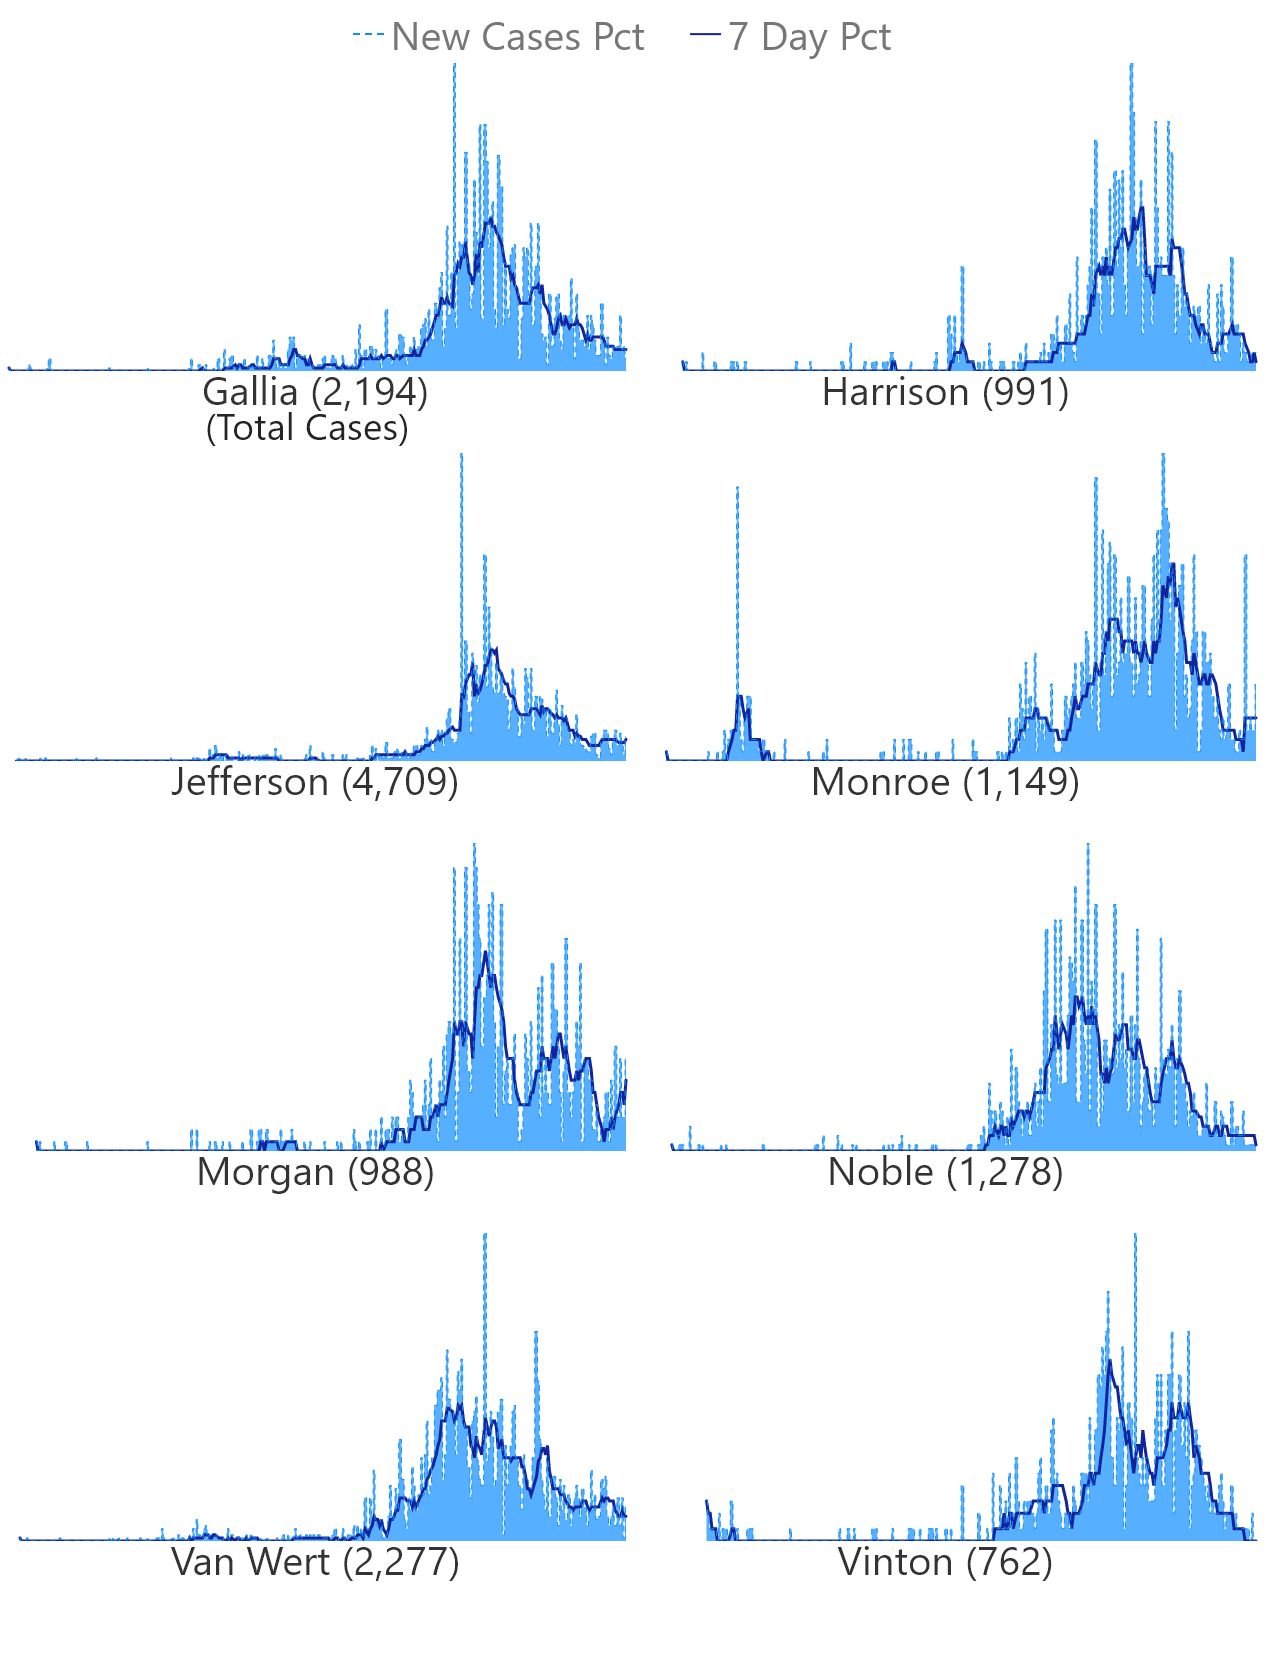 New Cases Pct 7 Day Pct
Gallia (2,194) Harrison (991)
(Total Cases)
Jefferson (4,709) Monroe (1,149)
Morgan (988) Noble (1,278)
Van Wert (2,277) Vinton (762)